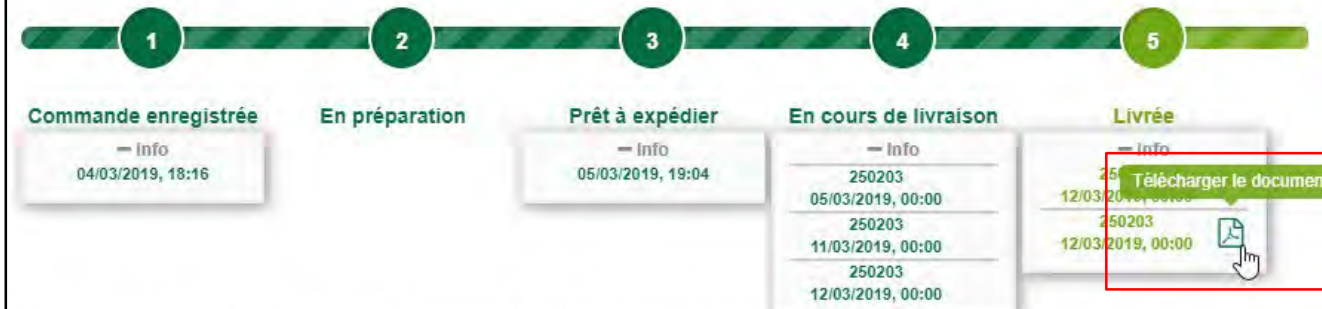 1
2
3
4
5
Commande enregistrée
Info
04/03/2019, 18:16
En préparation
Prêt à expédier
Info
05/03/2019, 19:04
En cours de livraison
Info
250203
05/03/2019, 00:00
250203
11/03/2019, 00:00
250203
12/03/2019, 00:00
Livrée
Info
Télécharger le documen
250203
12/03/2019, 00:00